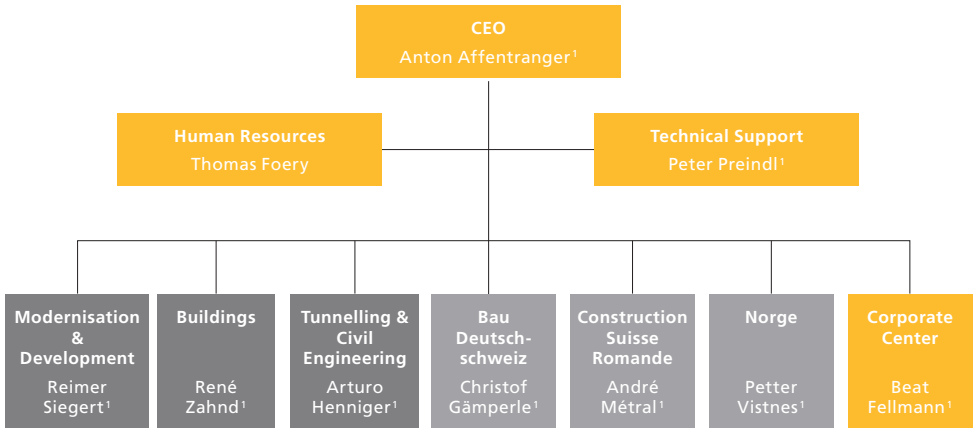 CEO
Anton Affentranger¹
Human Resources
Thomas Foery
Technical Support
Peter Preindl¹
Modernisation
&
Development
Reimer
Siegert¹
Buildings
René
Zahnd¹
Tunnelling &
Civil
Engineering
Arturo
Henniger¹
Bau
Deutsch-
schweiz
Christof
Gämperle¹
Construction
Suisse
Romande
André
Métral¹
Norge
Petter
Vistnes¹
Corporate
Center
Beat
Fellmann¹